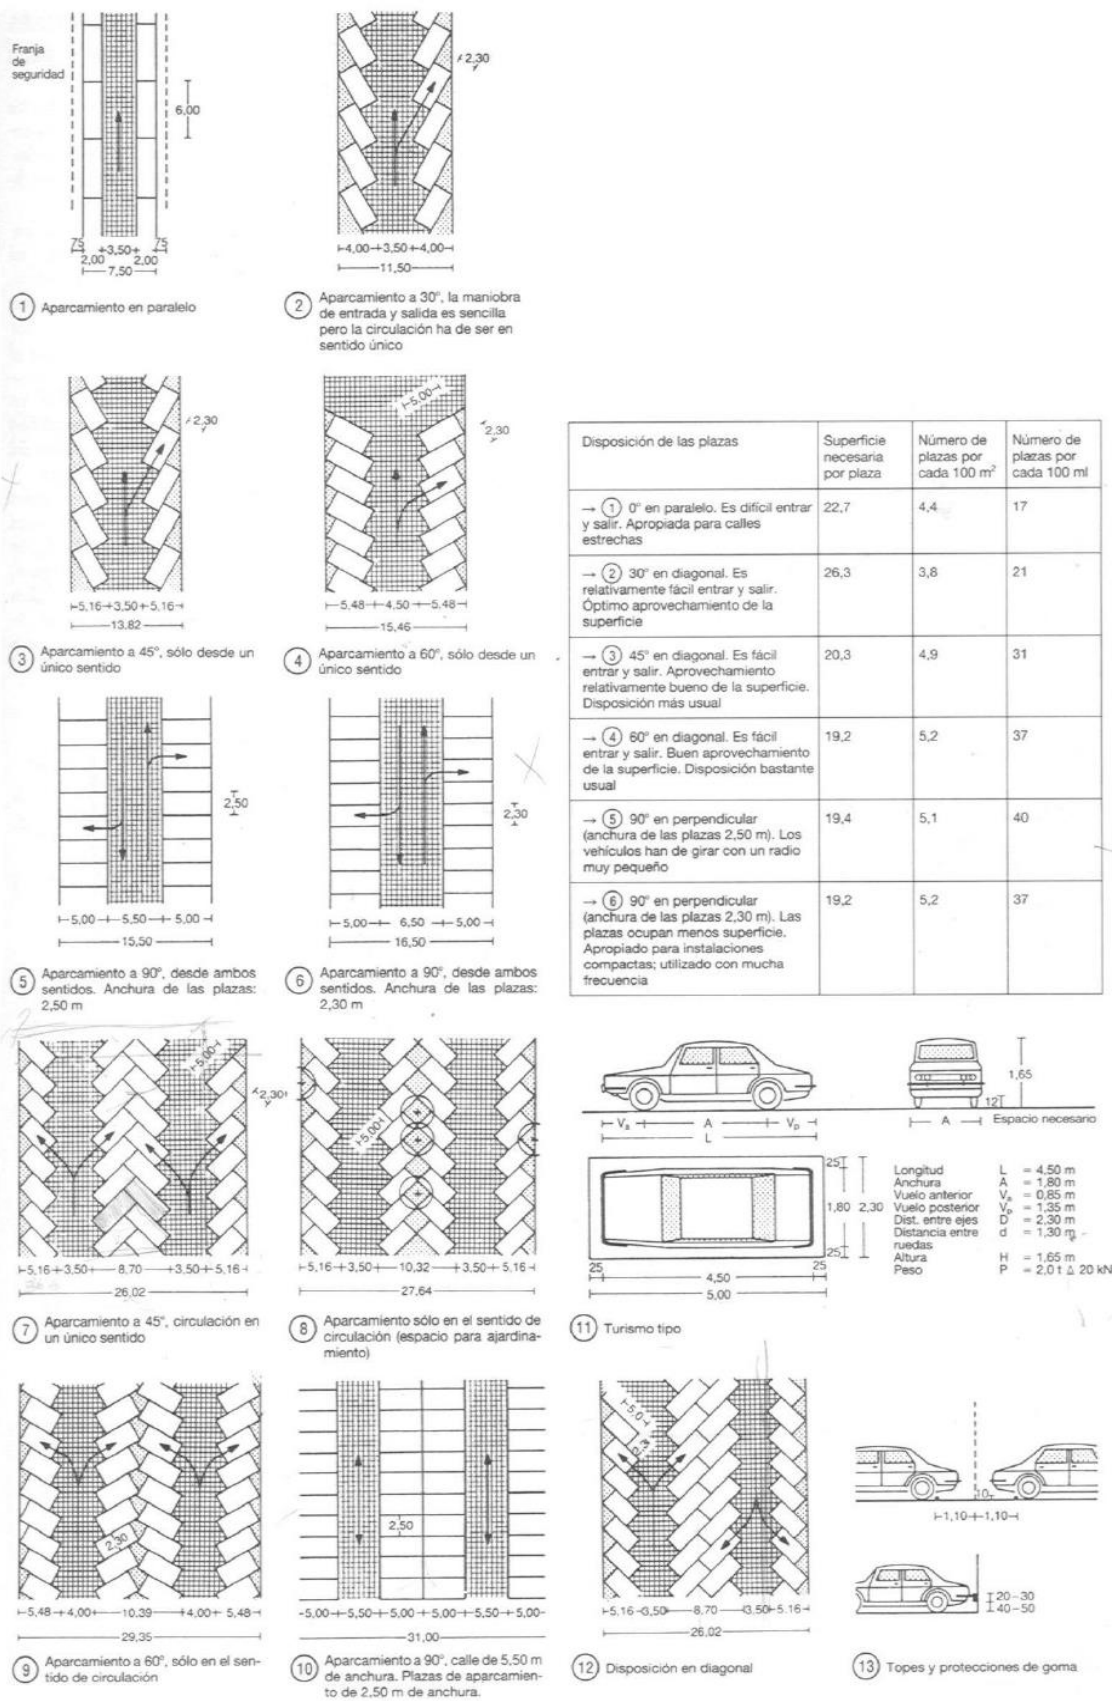 Franja
de
seguridad
6,00
75 3,50 75
2,00 2,00
7,50
1 Aparcamiento en paralelo
2,30
4,00 3,50 4,00
11,50
2 Aparcamiento a 30°, la maniobra
de entrada y salida es sencilla
pero la circulación ha de ser en
sentido único
2,30
5,16 3,50 5,16
13,82
3 Aparcamiento a 45°, sólo desde un
único sentido
5,00
2,30
5,48 4,50 5,48
15,46
4 Aparcamiento a 60°, sólo desde un
único sentido
2,50
5,00 5,50 5,00
15,50
5 Aparcamiento a 90°, desde ambos
sentidos. Anchura de las plazas:
2,50 m
2,30
5,00 6,50 5,00
16,50
6 Aparcamiento a 90°, desde ambos
sentidos. Anchura de las plazas:
2,30 m
Disposición de las plazas
Superficie
necesaria
por plaza
Número de
plazas por
cada 100 m²
Número de
plazas por
cada 100 ml
→ 1 0° en paralelo. Es difícil entrar 22,7 4,4 17
y salir. Apropiada para calles
estrechas
→ 2 30° en diagonal. Es 26,3 3,8 21
relativamente fácil entrar y salir.
Óptimo aprovechamiento de la
superficie
→ 3 45° en diagonal. Es fácil 20,3 4,9 31
entrar y salir. Aprovechamiento
relativamente bueno de la superficie.
Disposición más usual
→ 4 60° en diagonal. Es fácil 19,2 5,2 37
entrar y salir. Buen aprovechamiento
de la superficie. Disposición bastante
usual
→ 5 90° en perpendicular 19,4 5,1 40
(anchura de las plazas 2,50 m). Los
vehículos han de girar con un radio
muy pequeño
→ 6 90° en perpendicular 19,2 5,2 37
(anchura de las plazas 2,30 m). Las
plazas ocupan menos superficie.
Apropiado para instalaciones
compactas; utilizado con mucha
frecuencia
5,00
2,30
5,16 3,50 8,70 3,50 5,16
26,02
7 Aparcamiento a 45°, circulación en
un único sentido
5,00
5,16 3,50 10,32 3,50 5,16
27,64
8 Aparcamiento sólo en el sentido de
circulación (espacio para ajardina-
miento)
Va A Vp
L
1,65
12
A Espacio necesario
25
1,80 2,30
25
25 4,50 25
5,00
Longitud L = 4,50 m
Anchura A = 1,80 m
Vuelo anterior Va = 0,85 m
Vuelo posterior Vp = 1,35 m
Dist. entre ejes D = 2,30 m
Distancia entre d = 1,30 m
ruedas
Altura H = 1,65 m
Peso P = 2,0 t ≙ 20 kN
11 Turismo tipo
2,30
5,48 4,00 10,39 4,00 5,48
29,35
9 Aparcamiento a 60°, sólo en el sen-
tido de circulación
2,50
5,00 5,50 5,00 5,00 5,50 5,00
31,00
10 Aparcamiento a 90°, calle de 5,50 m
de anchura. Plazas de aparcamien-
to de 2,50 m de anchura.
5,0
5,16 3,50 8,70 3,50 5,16
26,02
12 Disposición en diagonal
10
1,10 1,10
20–30
40–50
13 Topes y protecciones de goma